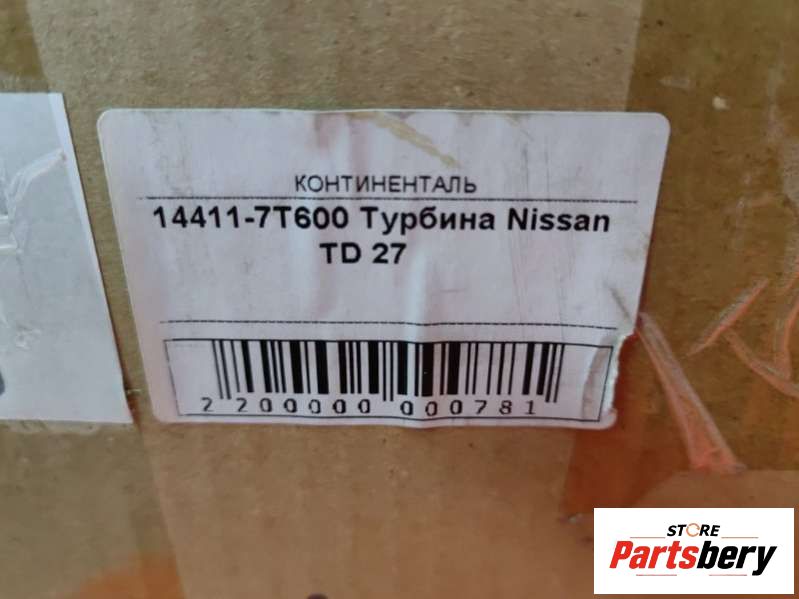 КОНТИНЕНТАЛЬ
14411-7T600 Турбина Nissan
TD 27
2 200000 000781
STORE
Partsbery